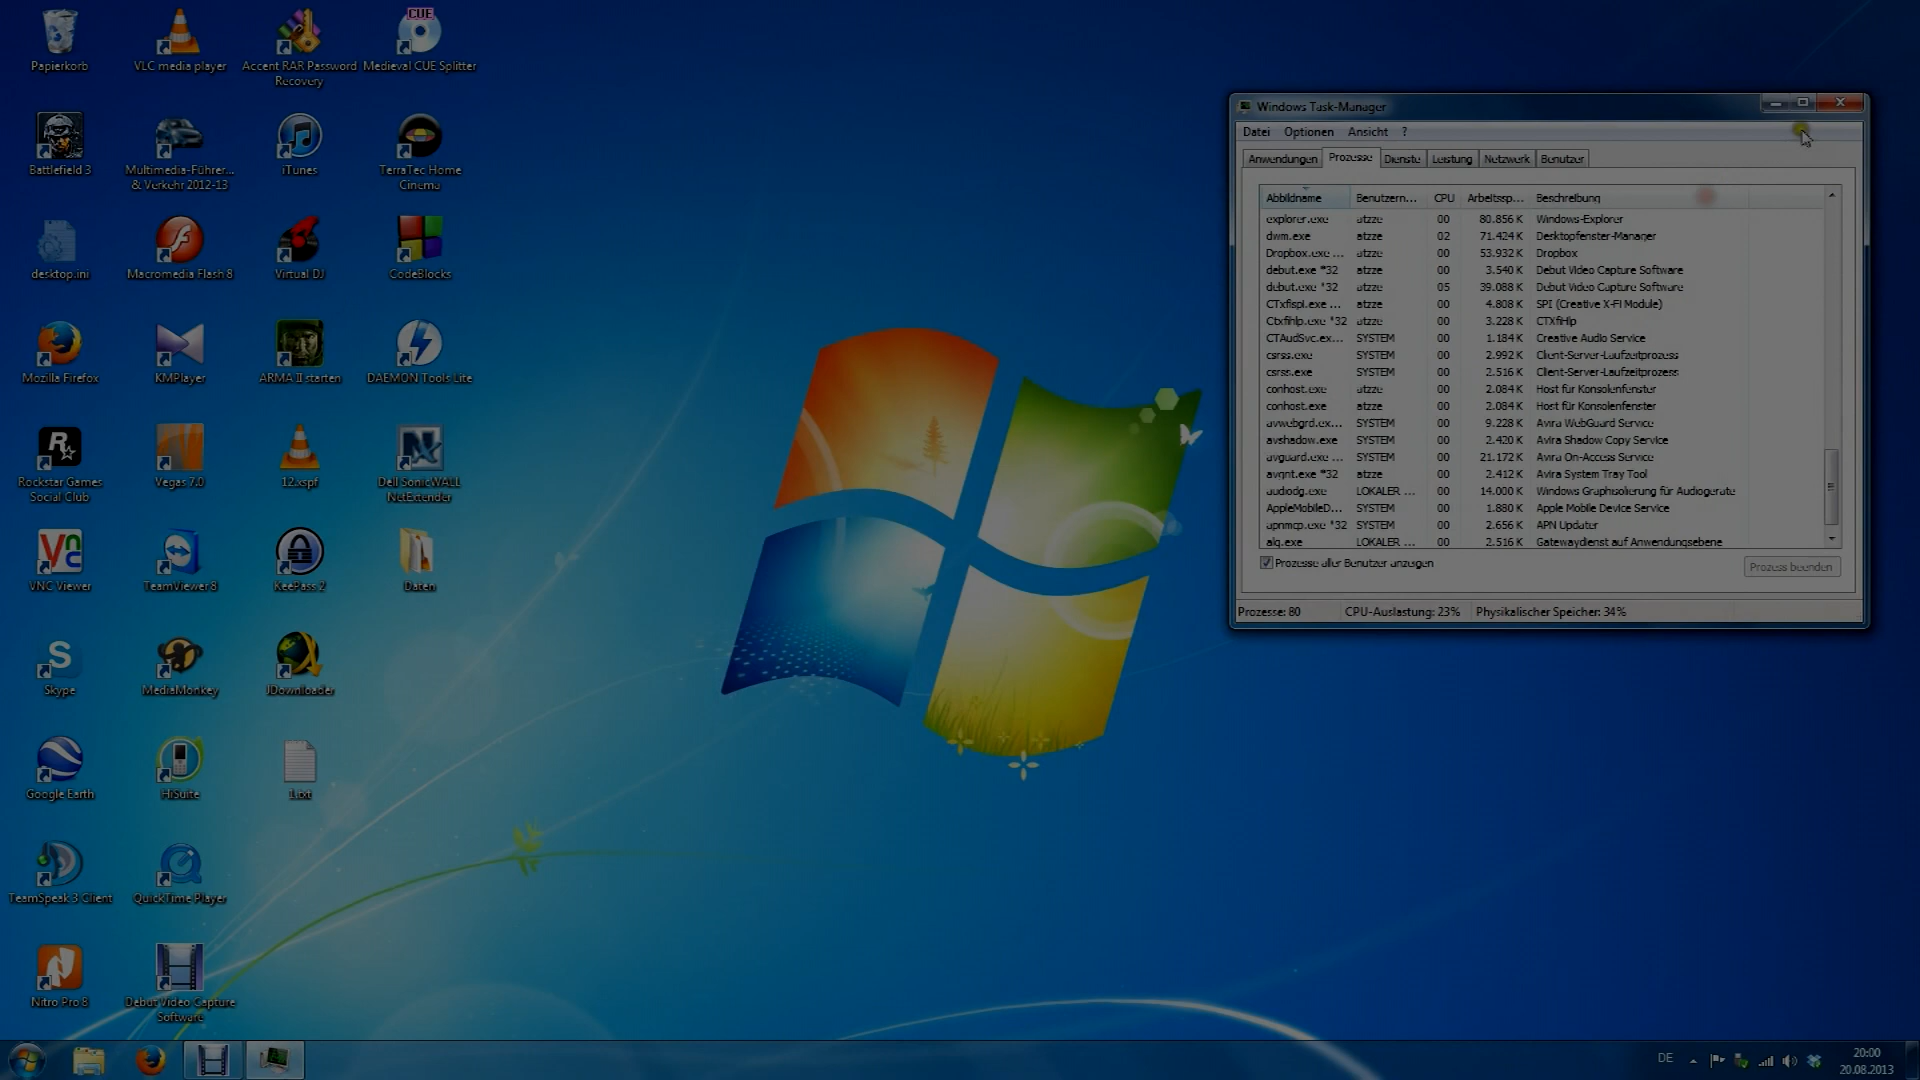 Papierkorb
VLC media player
Accent RAR Password
Recovery
CUE
Medieval CUE Splitter
Battlefield 3
Multimedia-Führer...
& Verkehr 2012-13
iTunes
TerraTec Home
Cinema
desktop.ini
Macromedia Flash 8
Virtual DJ
CodeBlocks
Mozilla Firefox
KMPlayer
ARMA II starten
DAEMON Tools Lite
Rockstar Games
Social Club
Vegas 7.0
12.xspf
Dell SonicWALL
NetExtender
VNC Viewer
TeamViewer 8
KeePass 2
Daten
Skype
MediaMonkey
JDownloader
Google Earth
HiSuite
1.txt
TeamSpeak 3 Client
QuickTime Player
Nitro Pro 8
Debut Video Capture
Software
Windows Task-Manager
Datei Optionen Ansicht ?
Anwendungen Prozesse Dienste Leistung Netzwerk Benutzer
Abbildname Benutzern... CPU Arbeitssp... Beschreibung
explorer.exe atzze 00 80.856 K Windows-Explorer
dwm.exe atzze 02 71.424 K Desktopfenster-Manager
Dropbox.exe ... atzze 00 53.932 K Dropbox
debut.exe *32 atzze 00 3.540 K Debut Video Capture Software
debut.exe *32 atzze 05 39.088 K Debut Video Capture Software
CTxfispi.exe ... atzze 00 4.808 K SPI (Creative X-Fi Module)
Ctxfihlp.exe *32 atzze 00 3.228 K CTXfiHlp
CTAudSvc.ex... SYSTEM 00 1.184 K Creative Audio Service
csrss.exe SYSTEM 00 2.992 K Client-Server-Laufzeitprozess
csrss.exe SYSTEM 00 2.516 K Client-Server-Laufzeitprozess
conhost.exe atzze 00 2.084 K Host für Konsolenfenster
conhost.exe atzze 00 2.084 K Host für Konsolenfenster
avwebgrd.ex... SYSTEM 00 9.228 K Avira WebGuard Service
avshadow.exe SYSTEM 00 2.420 K Avira Shadow Copy Service
avguard.exe ... SYSTEM 00 21.172 K Avira On-Access Service
avgnt.exe *32 atzze 00 2.412 K Avira System Tray Tool
audiodg.exe LOKALER ... 00 14.000 K Windows Graphisolierung für Audiogeräte
AppleMobileD... SYSTEM 00 1.880 K Apple Mobile Device Service
apnmcp.exe *32 SYSTEM 00 2.656 K APN Updater
alg.exe LOKALER ... 00 2.516 K Gatewaydienst auf Anwendungsebene
Prozesse aller Benutzer anzeigen
Prozess beenden
Prozesse: 80 CPU-Auslastung: 23% Physikalischer Speicher: 34%
DE
20:00
20.08.2013